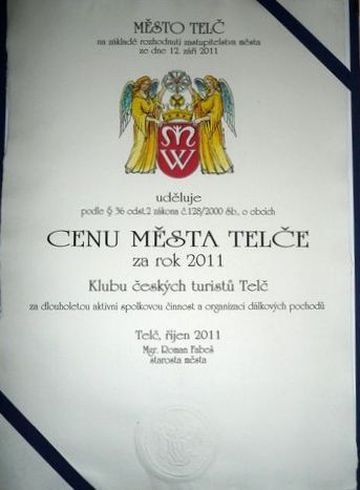 MĚSTO TELČ
na základě rozhodnutí zastupitelstva města
ze dne 12. září 2011
W
uděluje
podle § 36 odst.2 zákona č.128/2000 Sb., o obcích
CENU MĚSTA TELČE
za rok 2011
Klubu českých turistů Telč
za dlouholetou aktivní spolkovou činnost a organizaci dálkových pochodů
Telč, říjen 2011
Mgr. Roman Fabeš
starosta města